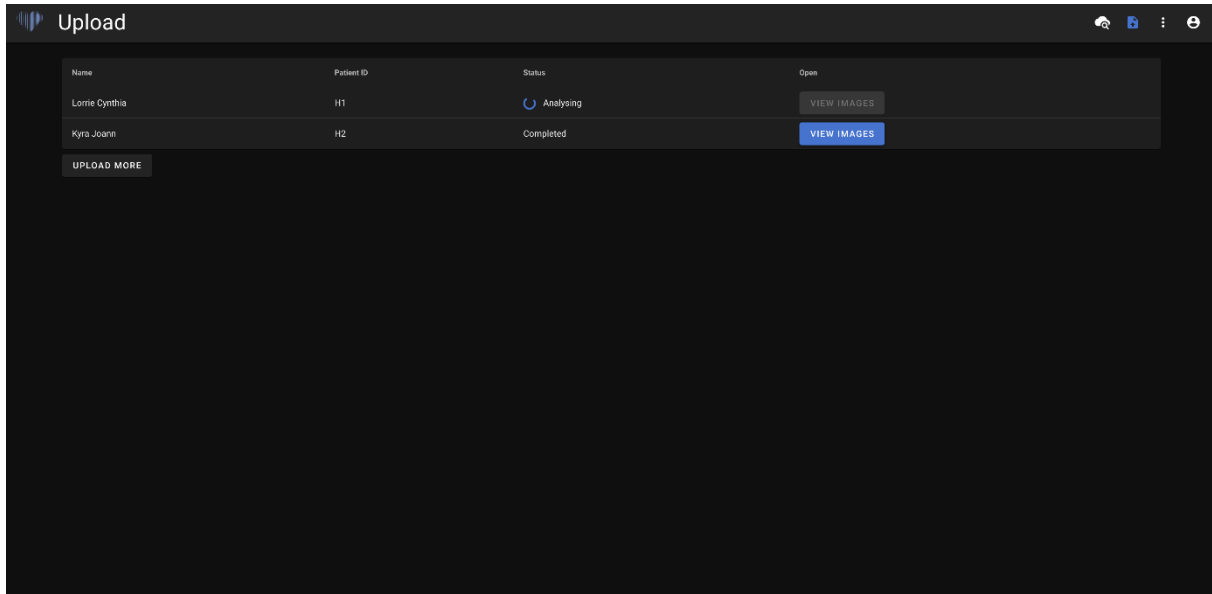 Upload
Name Patient ID Status Open
Lorrie Cynthia H1 Analysing VIEW IMAGES
Kyra Joann H2 Completed VIEW IMAGES
UPLOAD MORE